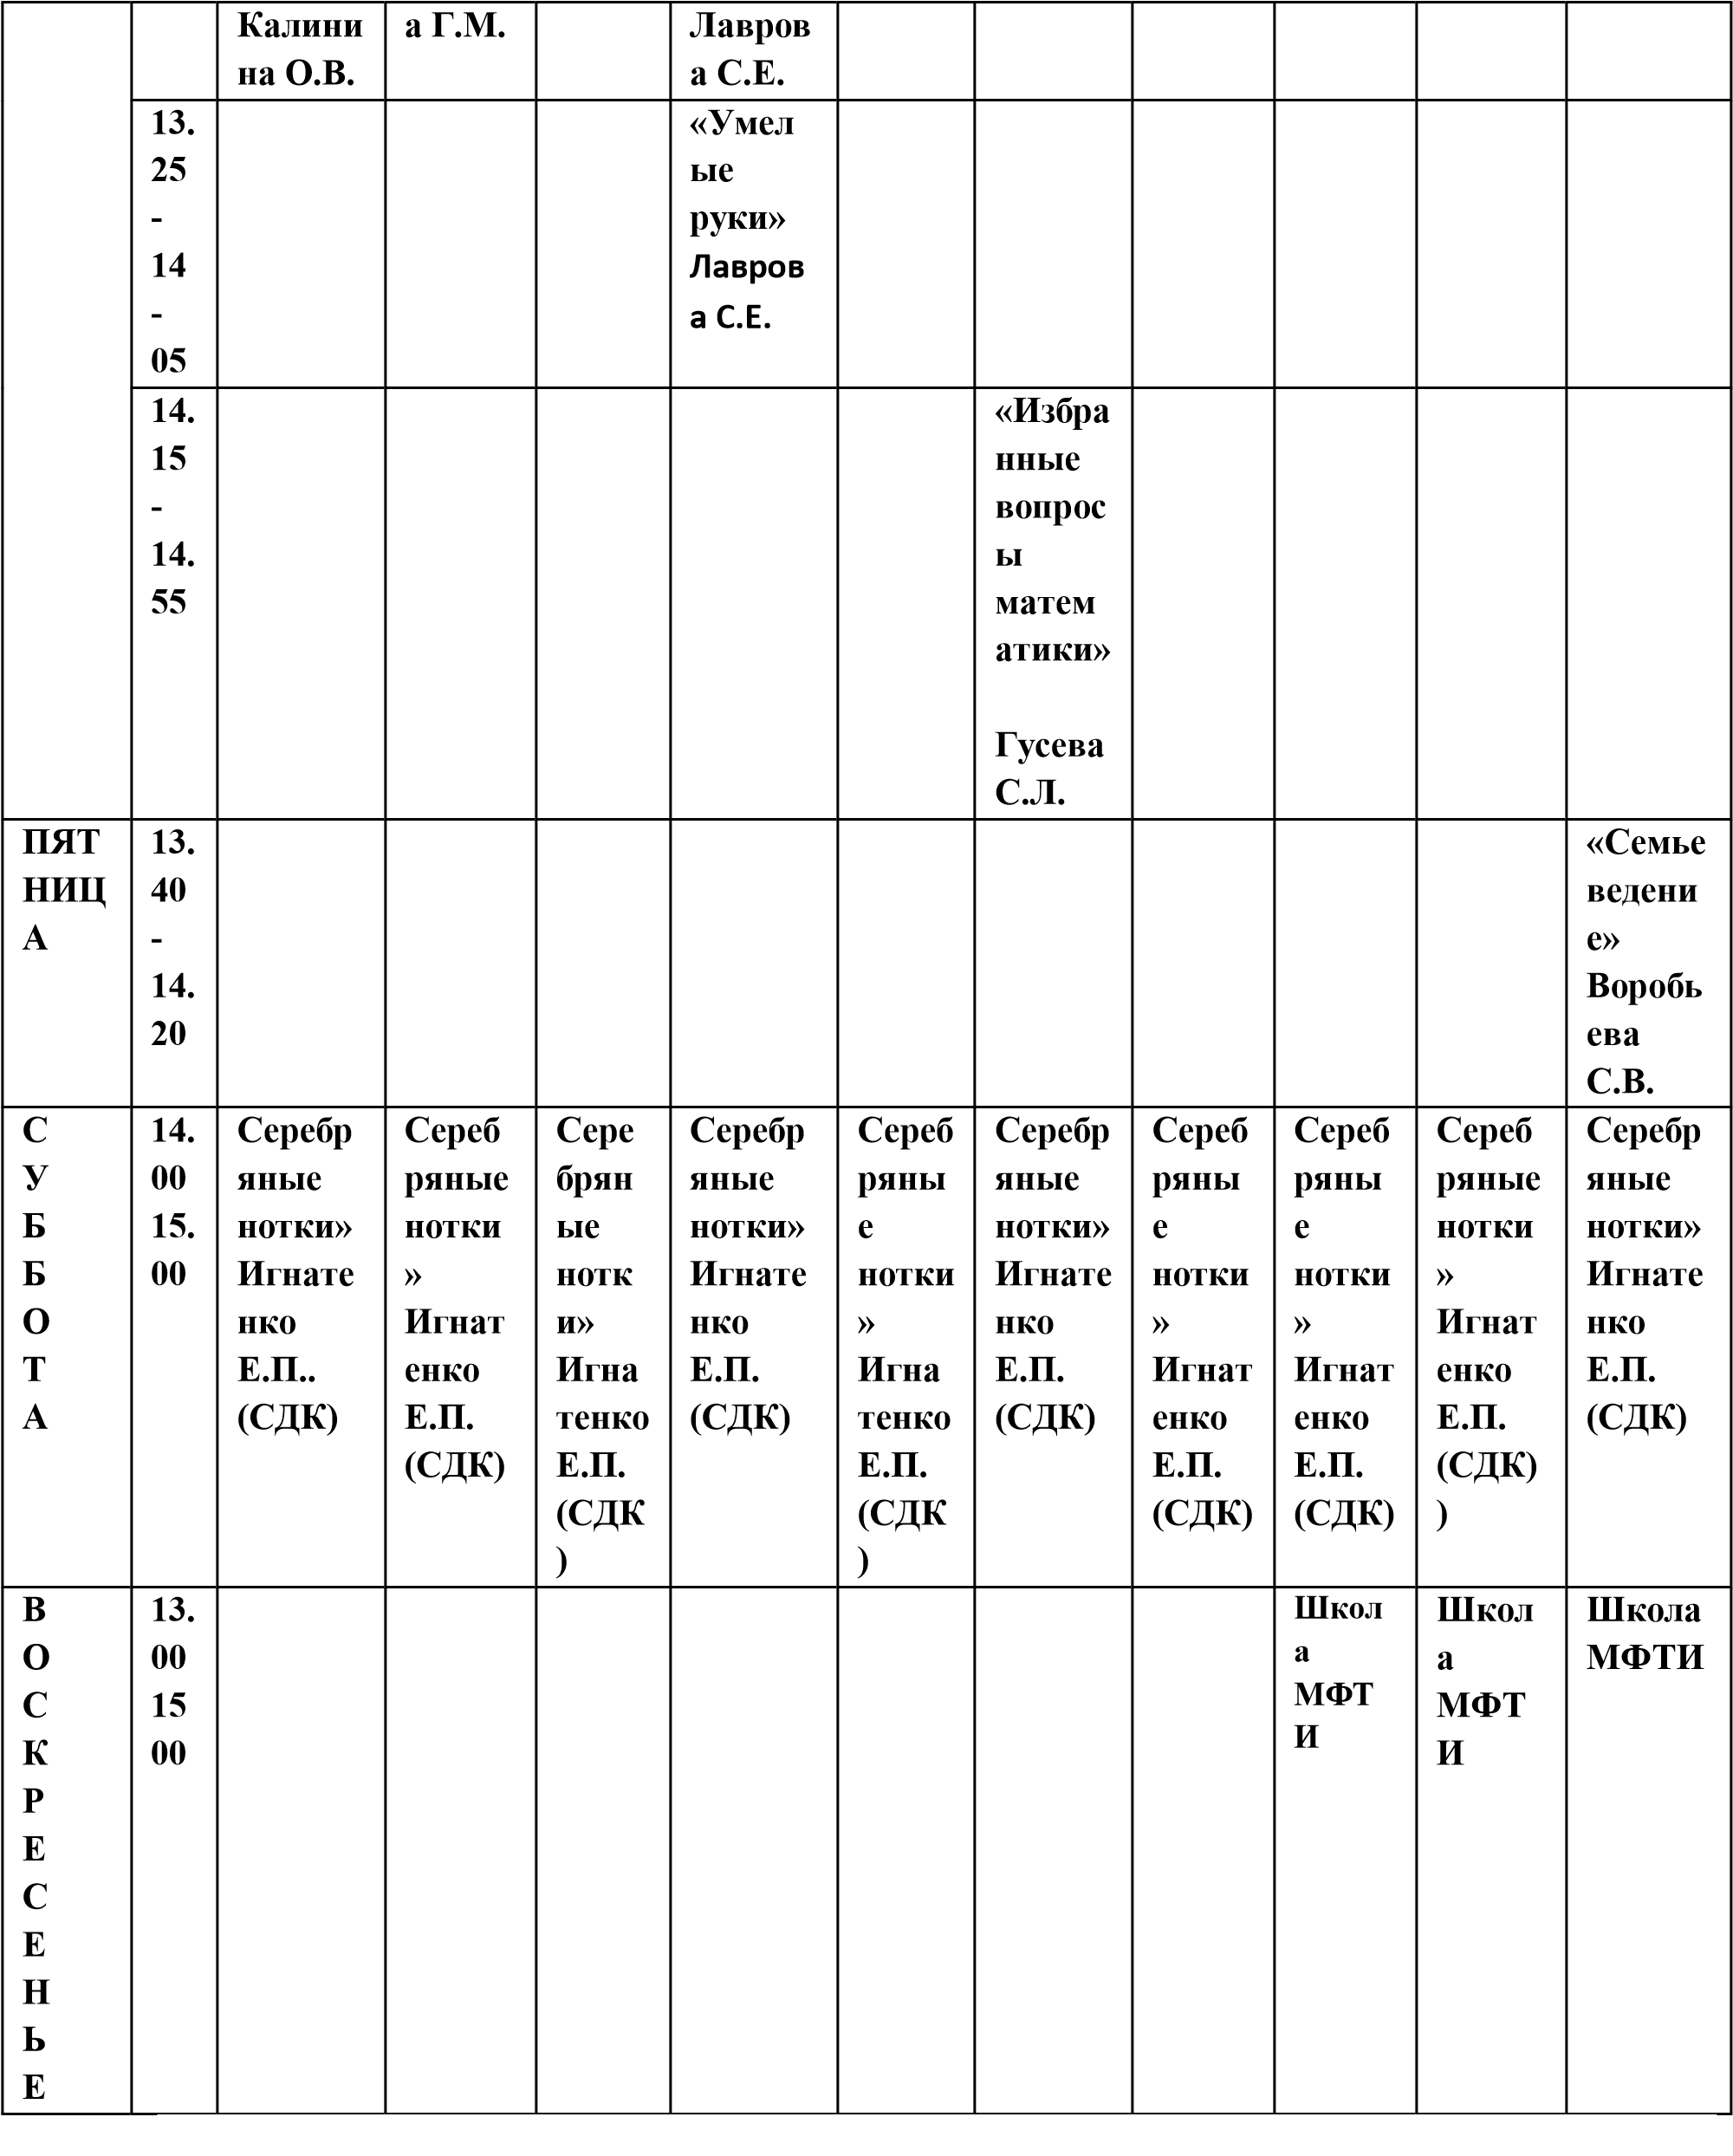 Калини
на О.В.
а Г.М.
Лавров
а С.Е.
13.
25
-
14
-
05
«Умел
ые
руки»
Лавров
а С.Е.
14.
15
-
14.
55
«Избра
нные
вопрос
ы
матем
атики»
Гусева
С.Л.
ПЯТ
НИЦ
А
13.
40
-
14.
20
«Семье
ведени
е»
Воробь
ева
С.В.
С
У
Б
Б
О
Т
А
14.
00
15.
00
Серебр
яные
нотки»
Игнате
нко
Е.П..
(СДК)
Сереб
ряные
нотки
»
Игнат
енко
Е.П.
(СДК)
Сере
брян
ые
нотк
и»
Игна
тенко
Е.П.
(СДК
)
Серебр
яные
нотки»
Игнате
нко
Е.П.
(СДК)
Сереб
ряны
е
нотки
»
Игна
тенко
Е.П.
(СДК
)
Серебр
яные
нотки»
Игнате
нко
Е.П.
(СДК)
Сереб
ряны
е
нотки
»
Игнат
енко
Е.П.
(СДК)
Сереб
ряны
е
нотки
»
Игнат
енко
Е.П.
(СДК)
Сереб
ряные
нотки
»
Игнат
енко
Е.П.
(СДК)
)
Серебр
яные
нотки»
Игнате
нко
Е.П.
(СДК)
В
О
С
К
Р
Е
С
Е
Н
Ь
Е
13.
00
15
00
Школ
а
МФТ
И
Школ
а
МФТ
И
Школа
МФТИ